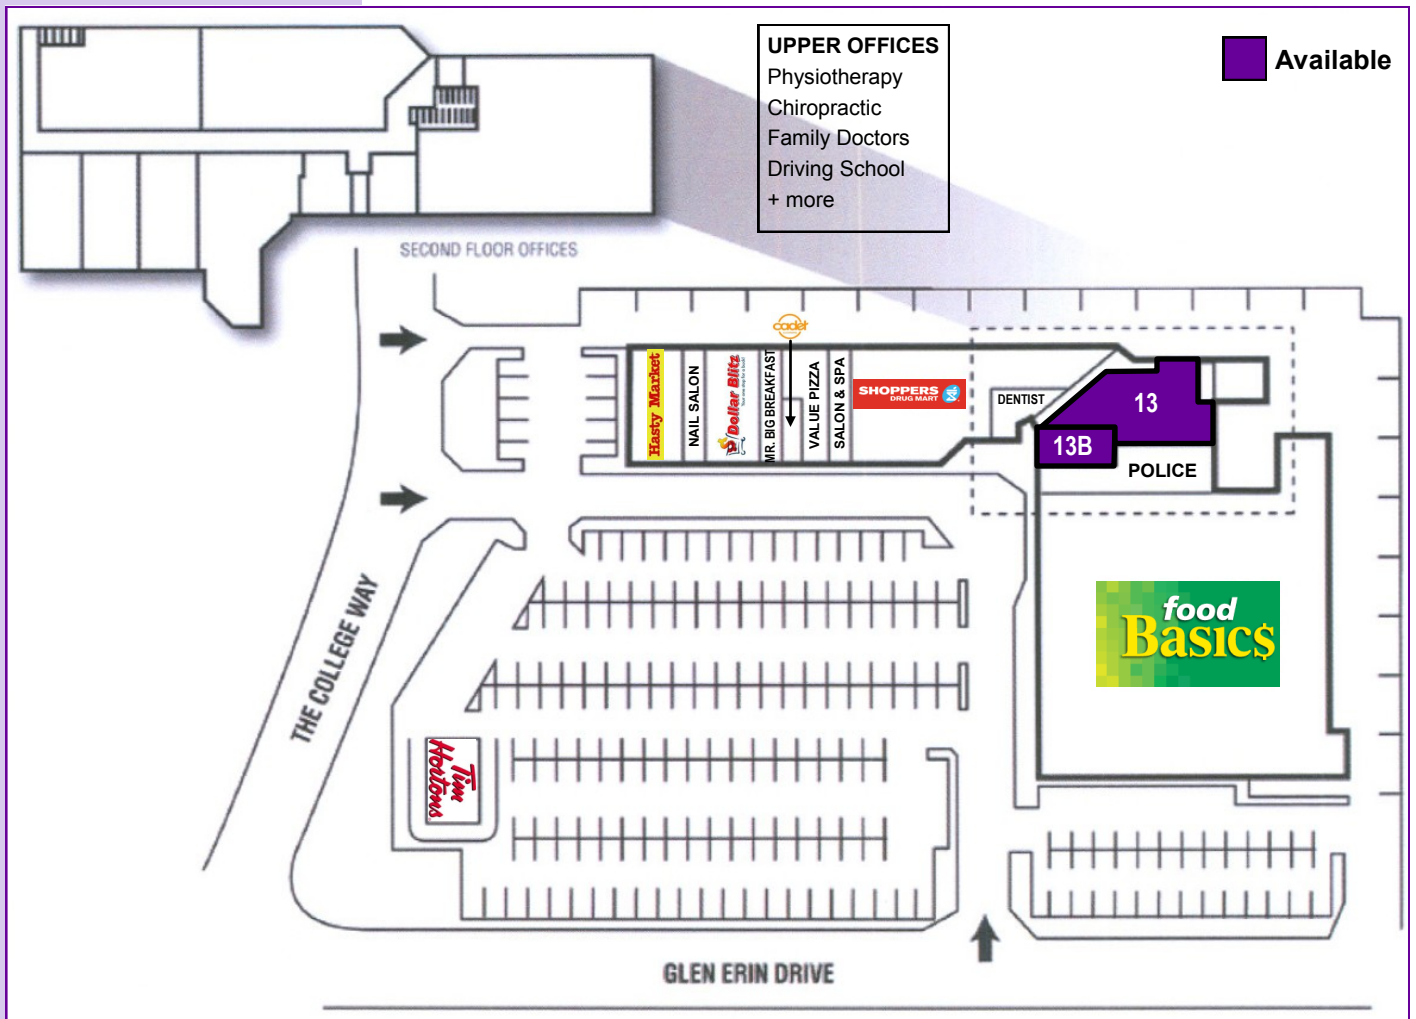 UPPER OFFICES
Physiotherapy
Chiropractic
Family Doctors
Driving School
+ more
Available
SECOND FLOOR OFFICES
cadet
Hasty Market
NAIL SALON
Dollar Blitz
MR. BIG BREAKFAST
VALUE PIZZA
SALON & SPA
SHOPPERS
DRUG MART
DENTIST
13
13B
POLICE
food
Basic$
THE COLLEGE WAY
Tim
Hortons
GLEN ERIN DRIVE